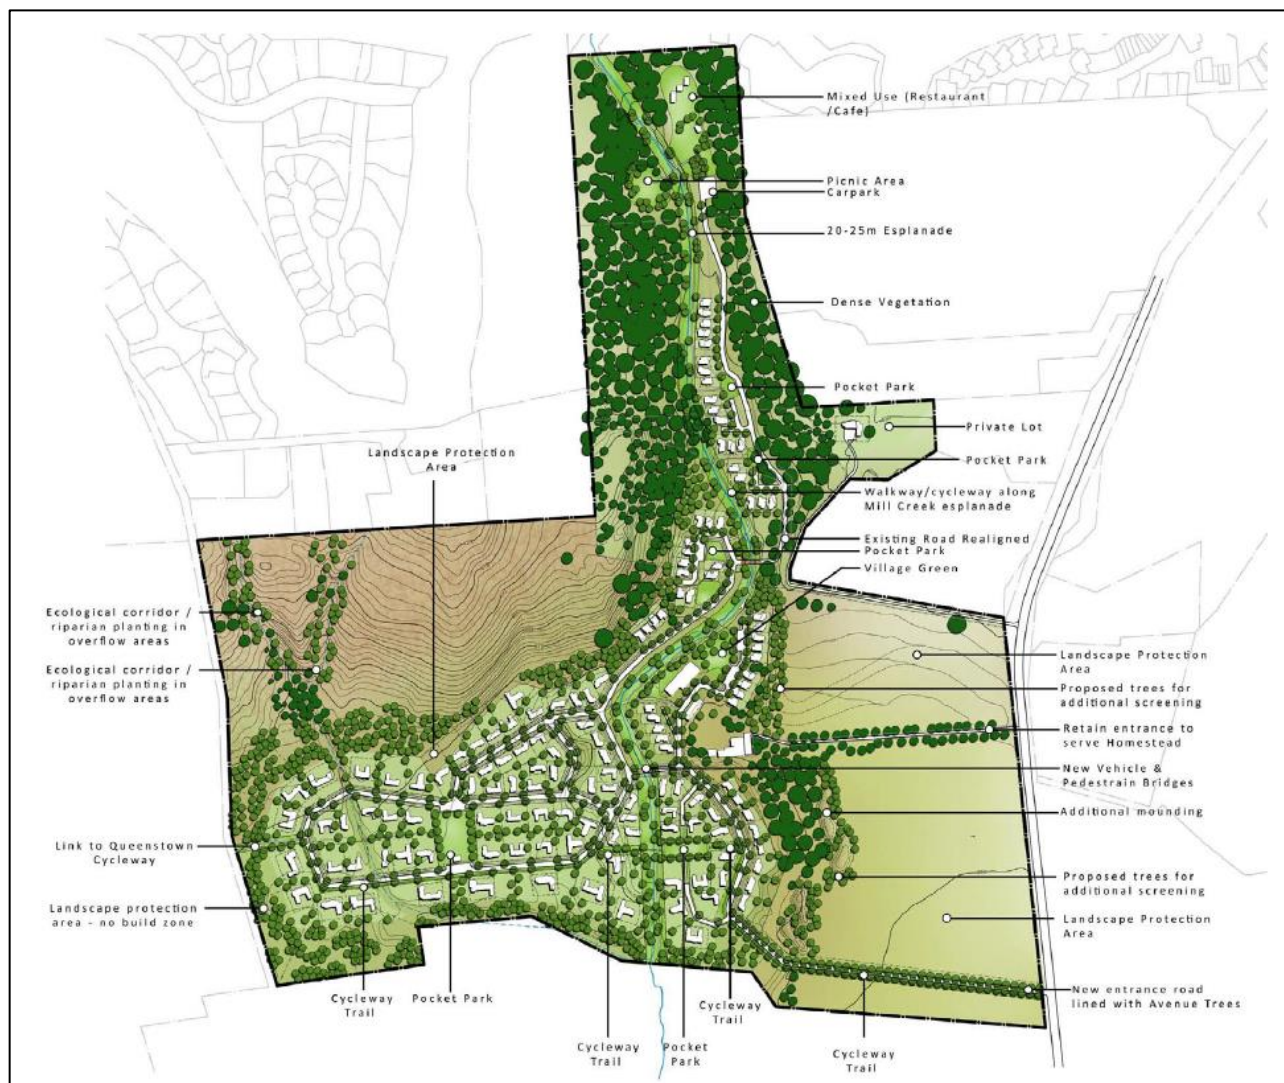 Mixed Use (Restaurant
/Cafe)
Picnic Area
Carpark
20-25m Esplanade
Dense Vegetation
Pocket Park
Private Lot
Landscape Protection
Area
Pocket Park
Walkway/cycleway along
Mill Creek esplanade
Existing Road Realigned
Pocket Park
Village Green
Ecological corridor /
riparian planting in
overflow areas
Landscape Protection
Area
Ecological corridor /
riparian planting in
overflow areas
Proposed trees for
additional screening
Retain entrance to
serve Homestead
New Vehicle &
Pedestrain Bridges
Additional mounding
Link to Queenstown
Cycleway
Proposed trees for
additional screening
Landscape protection
area - no build zone
Landscape Protection
Area
New entrance road
lined with Avenue Trees
Cycleway
Trail
Pocket Park
Cycleway
Trail
Cycleway
Trail
Pocket
Park
Cycleway
Trail